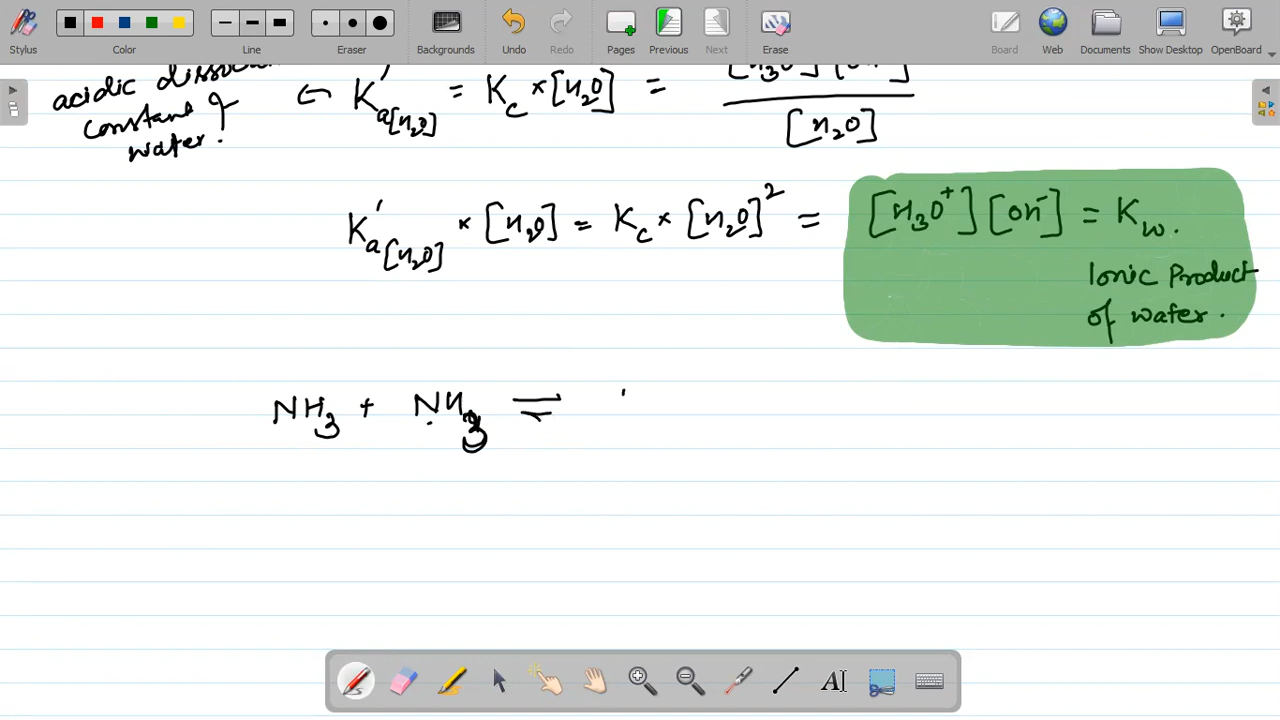 Stylus Color Line Eraser Backgrounds Undo Redo Pages Previous Next Erase Board Web Documents Show Desktop OpenBoard
acidic
constant of
water.
← K'a[H₂O] = Kc × [H₂O] =
[H₂O]
K'a[H₂O] × [H₂O] = Kc × [H₂O]² = [H₃O⁺] [OH⁻] = Kw.
Ionic Product
of water.
NH₃ + NH₃ ⇌